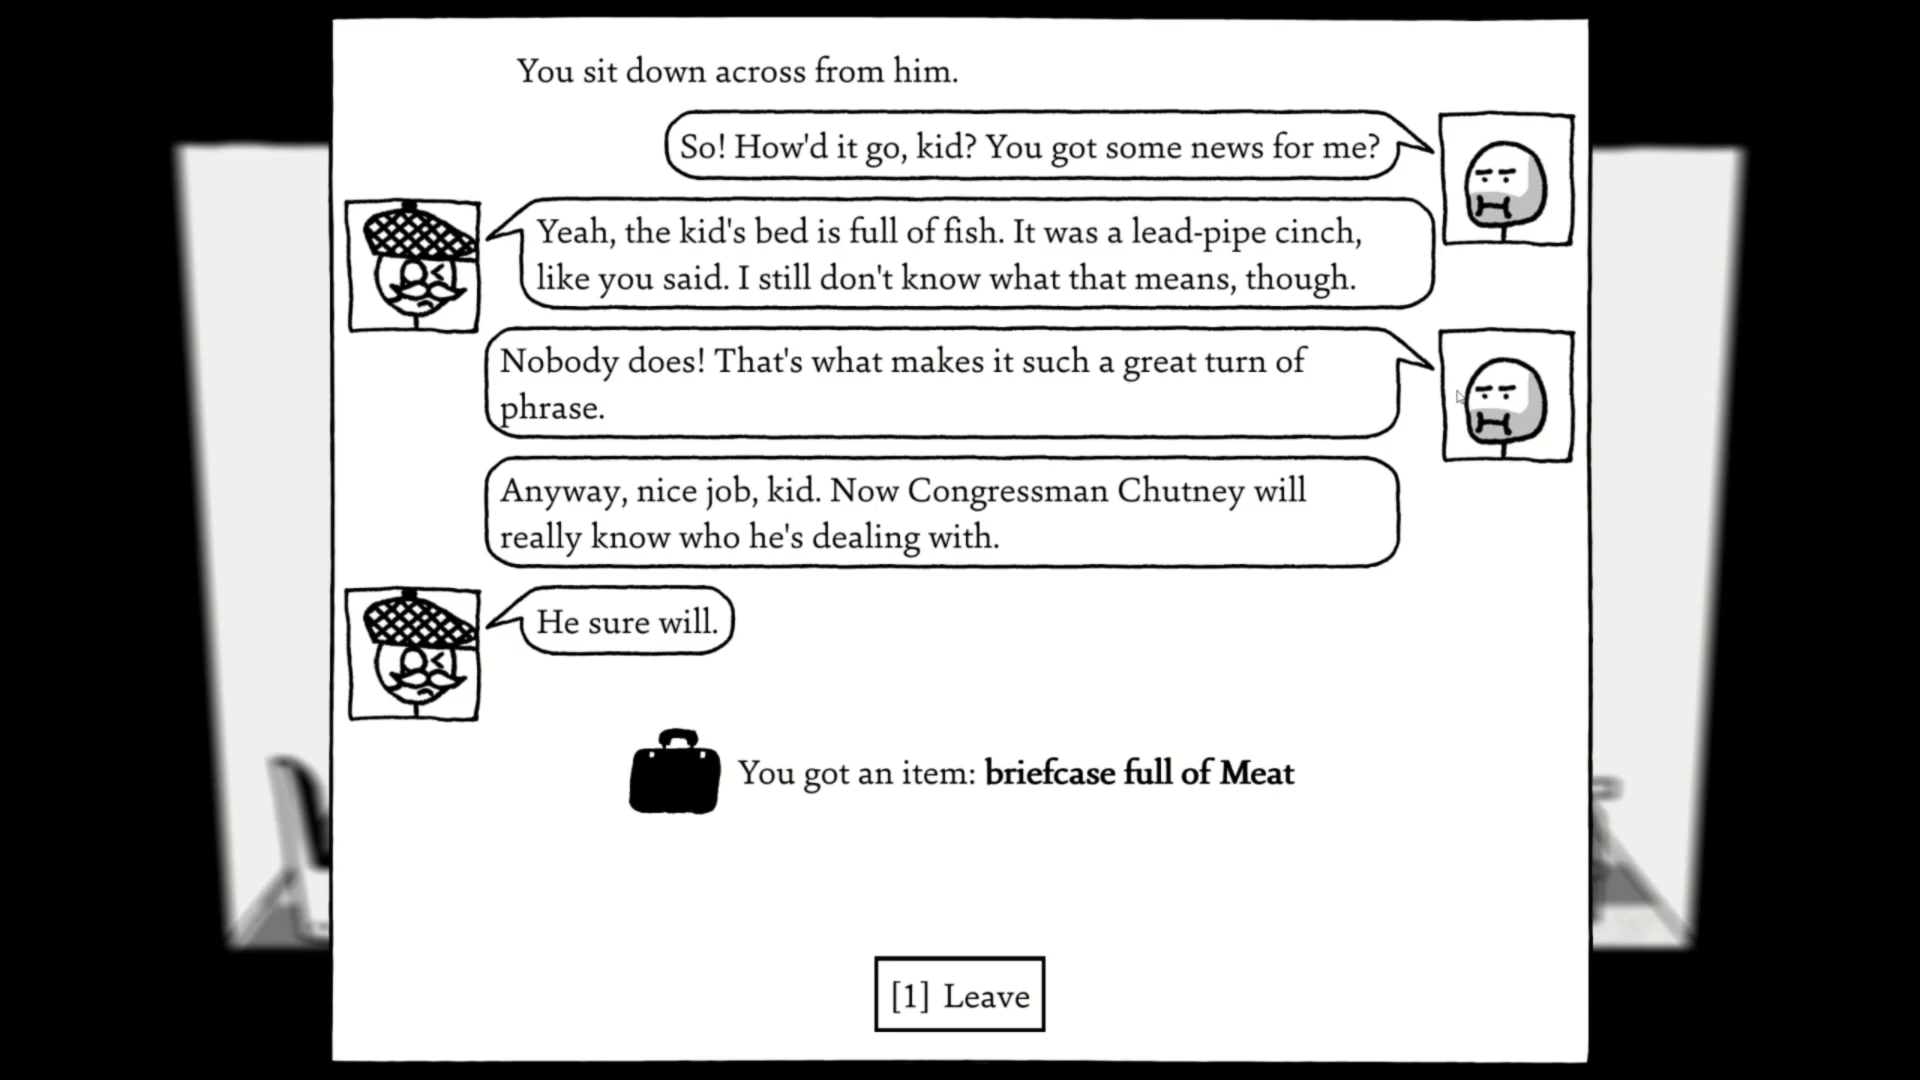 You sit down across from him.
So! How'd it go, kid? You got some news for me?
Yeah, the kid's bed is full of fish. It was a lead-pipe cinch,
like you said. I still don't know what that means, though.
Nobody does! That's what makes it such a great turn of
phrase.
Anyway, nice job, kid. Now Congressman Chutney will
really know who he's dealing with.
He sure will.
You got an item: briefcase full of Meat
[1] Leave